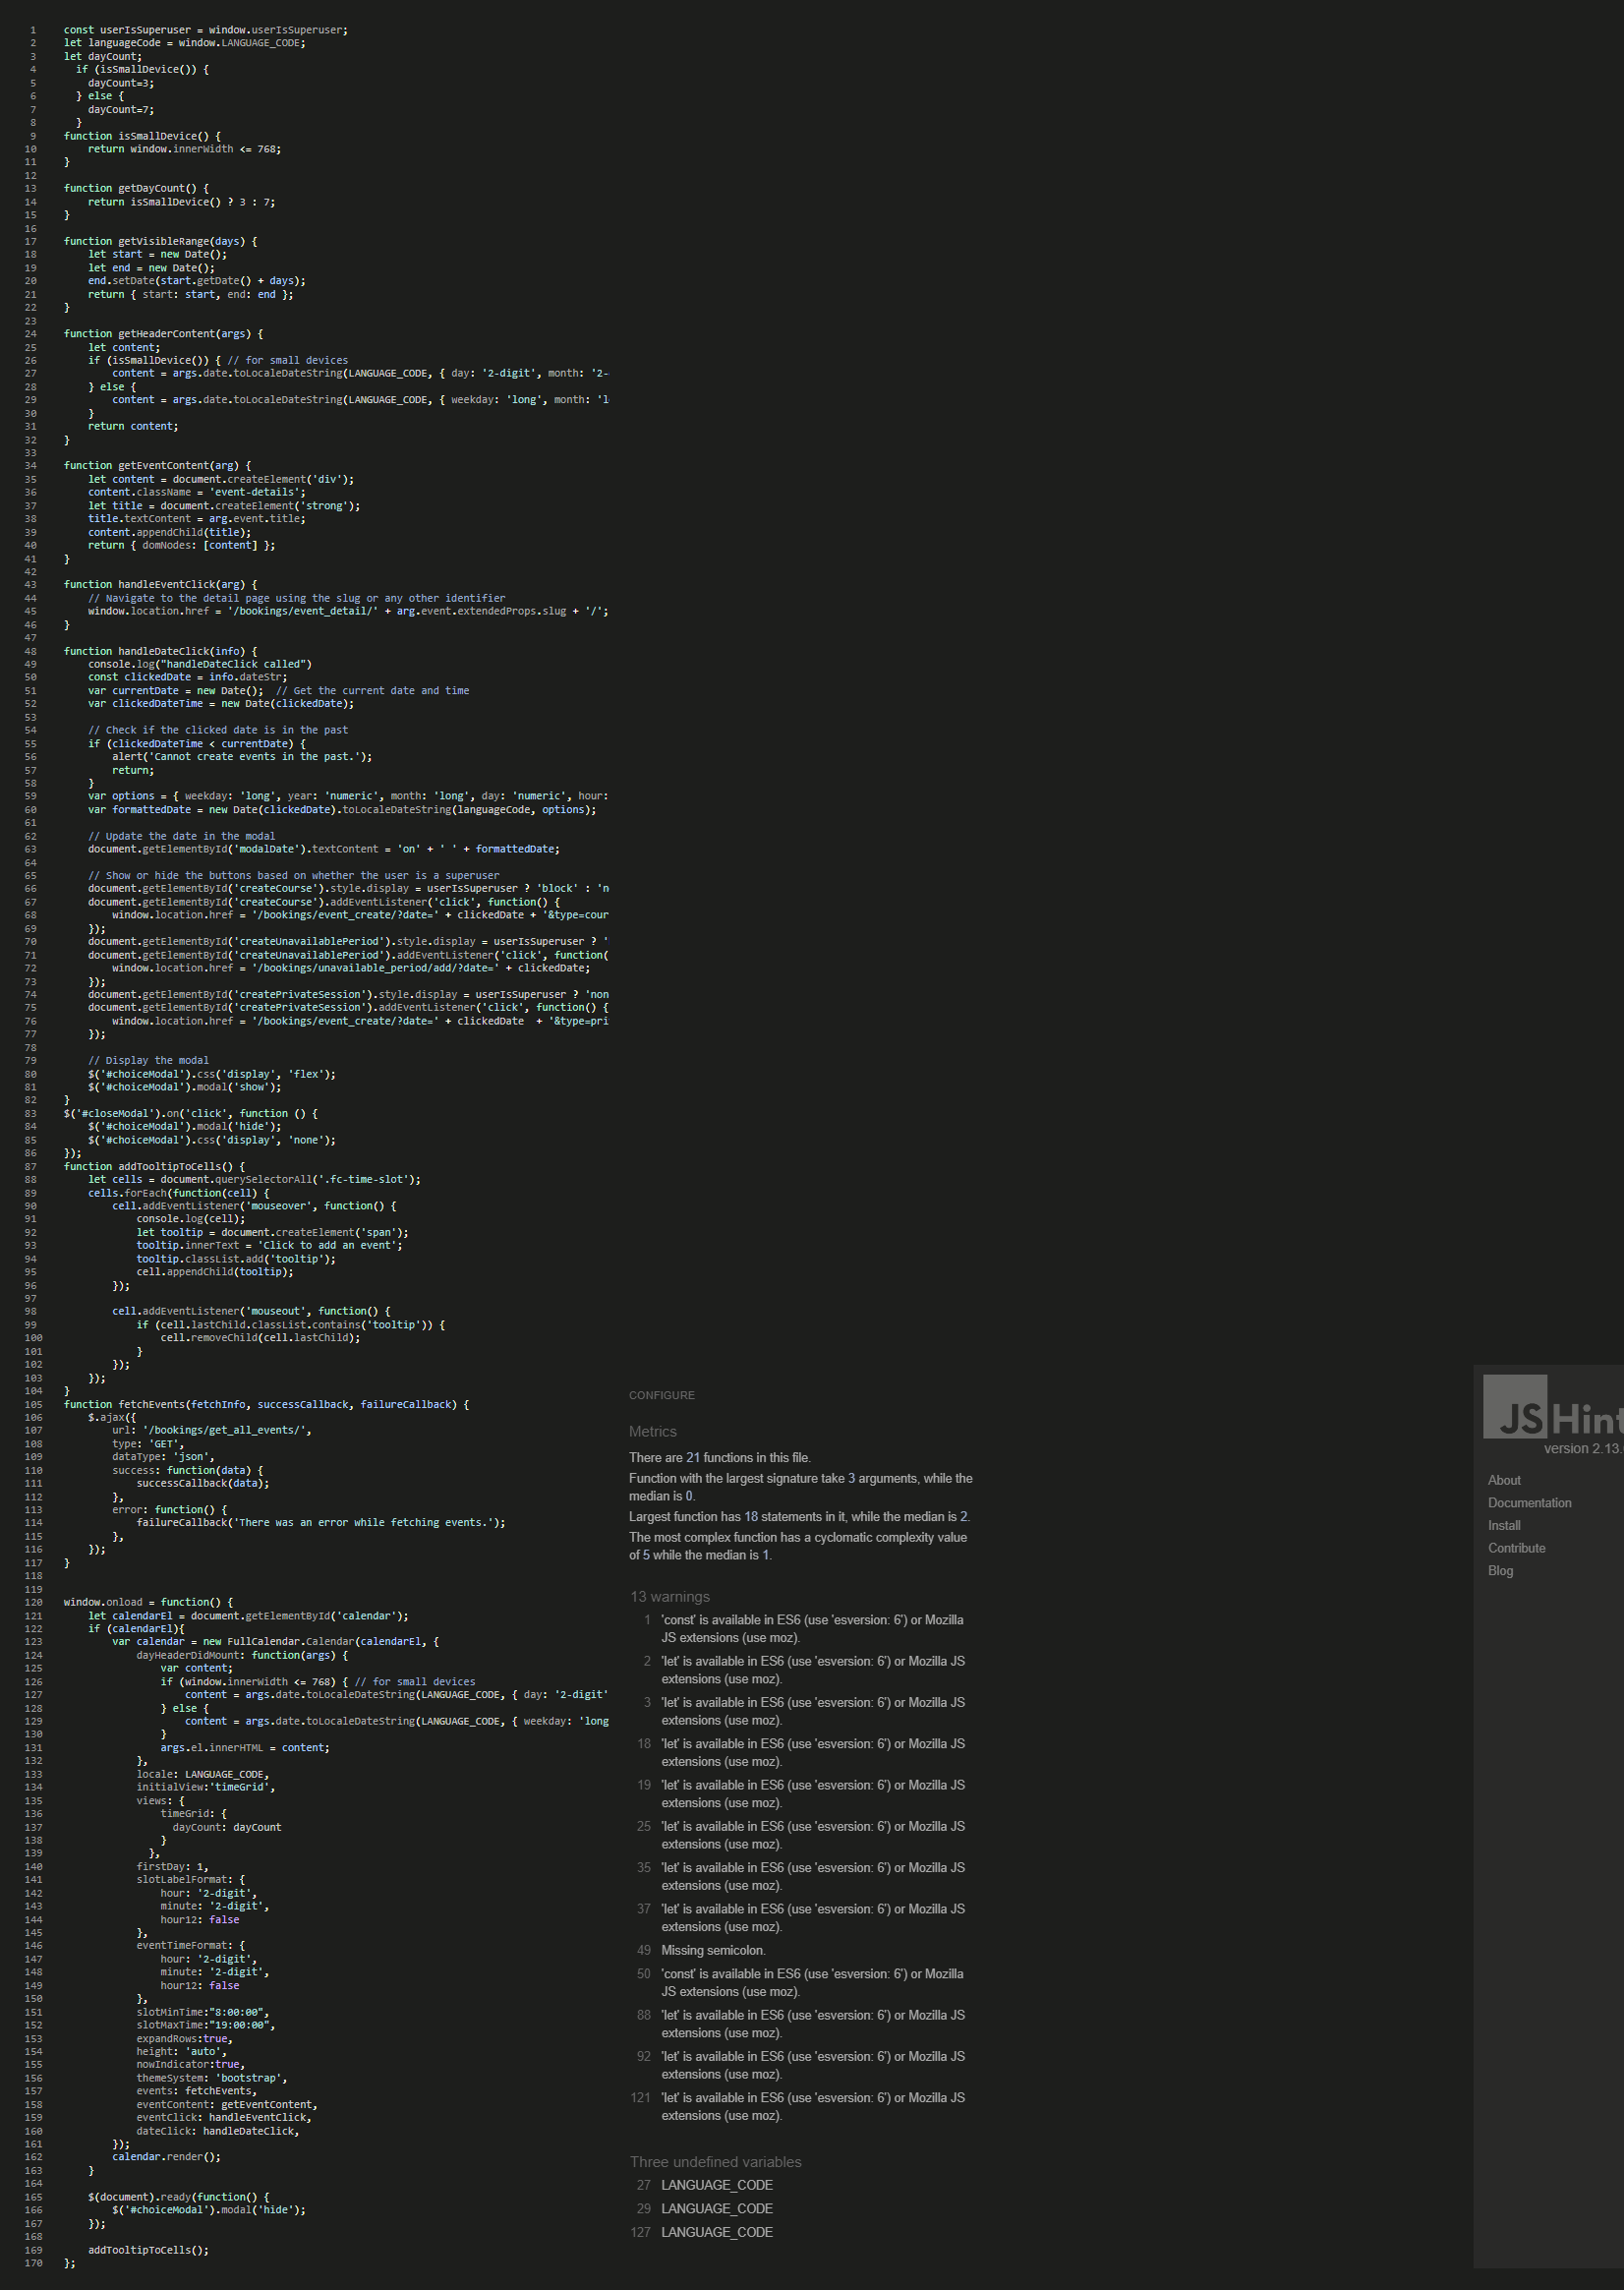 1 const userIsSuperuser = window.userIsSuperuser;
2 let languageCode = window.LANGUAGE_CODE;
3 let dayCount;
4 if (isSmallDevice()) {
5 dayCount=3;
6 } else {
7 dayCount=7;
8 }
9 function isSmallDevice() {
10 return window.innerWidth <= 768;
11 }
12
13 function getDayCount() {
14 return isSmallDevice() ? 3 : 7;
15 }
16
17 function getVisibleRange(days) {
18 let start = new Date();
19 let end = new Date();
20 end.setDate(start.getDate() + days);
21 return { start: start, end: end };
22 }
23
24 function getHeaderContent(args) {
25 let content;
26 if (isSmallDevice()) { // for small devices
27 content = args.date.toLocaleDateString(LANGUAGE_CODE, { day: '2-digit', month: '2-
28 } else {
29 content = args.date.toLocaleDateString(LANGUAGE_CODE, { weekday: 'long', month: 'l
30 }
31 return content;
32 }
33
34 function getEventContent(arg) {
35 let content = document.createElement('div');
36 content.className = 'event-details';
37 let title = document.createElement('strong');
38 title.textContent = arg.event.title;
39 content.appendChild(title);
40 return { domNodes: [content] };
41 }
42
43 function handleEventClick(arg) {
44 // Navigate to the detail page using the slug or any other identifier
45 window.location.href = '/bookings/event_detail/' + arg.event.extendedProps.slug + '/';
46 }
47
48 function handleDateClick(info) {
49 console.log("handleDateClick called")
50 const clickedDate = info.dateStr;
51 var currentDate = new Date(); // Get the current date and time
52 var clickedDateTime = new Date(clickedDate);
53
54 // Check if the clicked date is in the past
55 if (clickedDateTime < currentDate) {
56 alert('Cannot create events in the past.');
57 return;
58 }
59 var options = { weekday: 'long', year: 'numeric', month: 'long', day: 'numeric', hour:
60 var formattedDate = new Date(clickedDate).toLocaleDateString(languageCode, options);
61
62 // Update the date in the modal
63 document.getElementById('modalDate').textContent = 'on' + ' ' + formattedDate;
64
65 // Show or hide the buttons based on whether the user is a superuser
66 document.getElementById('createCourse').style.display = userIsSuperuser ? 'block' : 'n
67 document.getElementById('createCourse').addEventListener('click', function() {
68 window.location.href = '/bookings/event_create/?date=' + clickedDate + '&type=cour
69 });
70 document.getElementById('createUnavailablePeriod').style.display = userIsSuperuser ? '
71 document.getElementById('createUnavailablePeriod').addEventListener('click', function(
72 window.location.href = '/bookings/unavailable_period/add/?date=' + clickedDate;
73 });
74 document.getElementById('createPrivateSession').style.display = userIsSuperuser ? 'non
75 document.getElementById('createPrivateSession').addEventListener('click', function() {
76 window.location.href = '/bookings/event_create/?date=' + clickedDate + '&type=pri
77 });
78
79 // Display the modal
80 $('#choiceModal').css('display', 'flex');
81 $('#choiceModal').modal('show');
82 }
83 $('#closeModal').on('click', function () {
84 $('#choiceModal').modal('hide');
85 $('#choiceModal').css('display', 'none');
86 });
87 function addTooltipToCells() {
88 let cells = document.querySelectorAll('.fc-time-slot');
89 cells.forEach(function(cell) {
90 cell.addEventListener('mouseover', function() {
91 console.log(cell);
92 let tooltip = document.createElement('span');
93 tooltip.innerText = 'Click to add an event';
94 tooltip.classList.add('tooltip');
95 cell.appendChild(tooltip);
96 });
97
98 cell.addEventListener('mouseout', function() {
99 if (cell.lastChild.classList.contains('tooltip')) {
100 cell.removeChild(cell.lastChild);
101 }
102 });
103 });
104 }
105 function fetchEvents(fetchInfo, successCallback, failureCallback) {
106 $.ajax({
107 url: '/bookings/get_all_events/',
108 type: 'GET',
109 dataType: 'json',
110 success: function(data) {
111 successCallback(data);
112 },
113 error: function() {
114 failureCallback('There was an error while fetching events.');
115 },
116 });
117 }
118
119
120 window.onload = function() {
121 let calendarEl = document.getElementById('calendar');
122 if (calendarEl){
123 var calendar = new FullCalendar.Calendar(calendarEl, {
124 dayHeaderDidMount: function(args) {
125 var content;
126 if (window.innerWidth <= 768) { // for small devices
127 content = args.date.toLocaleDateString(LANGUAGE_CODE, { day: '2-digit'
128 } else {
129 content = args.date.toLocaleDateString(LANGUAGE_CODE, { weekday: 'long
130 }
131 args.el.innerHTML = content;
132 },
133 locale: LANGUAGE_CODE,
134 initialView:'timeGrid',
135 views: {
136 timeGrid: {
137 dayCount: dayCount
138 }
139 },
140 firstDay: 1,
141 slotLabelFormat: {
142 hour: '2-digit',
143 minute: '2-digit',
144 hour12: false
145 },
146 eventTimeFormat: {
147 hour: '2-digit',
148 minute: '2-digit',
149 hour12: false
150 },
151 slotMinTime:"8:00:00",
152 slotMaxTime:"19:00:00",
153 expandRows:true,
154 height: 'auto',
155 nowIndicator:true,
156 themeSystem: 'bootstrap',
157 events: fetchEvents,
158 eventContent: getEventContent,
159 eventClick: handleEventClick,
160 dateClick: handleDateClick,
161 });
162 calendar.render();
163 }
164
165 $(document).ready(function() {
166 $('#choiceModal').modal('hide');
167 });
168
169 addTooltipToCells();
170 };
CONFIGURE
Metrics
There are 21 functions in this file.
Function with the largest signature take 3 arguments, while the
median is 0.
Largest function has 18 statements in it, while the median is 2.
The most complex function has a cyclomatic complexity value
of 5 while the median is 1.
13 warnings
1 'const' is available in ES6 (use 'esversion: 6') or Mozilla
JS extensions (use moz).
2 'let' is available in ES6 (use 'esversion: 6') or Mozilla JS
extensions (use moz).
3 'let' is available in ES6 (use 'esversion: 6') or Mozilla JS
extensions (use moz).
18 'let' is available in ES6 (use 'esversion: 6') or Mozilla JS
extensions (use moz).
19 'let' is available in ES6 (use 'esversion: 6') or Mozilla JS
extensions (use moz).
25 'let' is available in ES6 (use 'esversion: 6') or Mozilla JS
extensions (use moz).
35 'let' is available in ES6 (use 'esversion: 6') or Mozilla JS
extensions (use moz).
37 'let' is available in ES6 (use 'esversion: 6') or Mozilla JS
extensions (use moz).
49 Missing semicolon.
50 'const' is available in ES6 (use 'esversion: 6') or Mozilla
JS extensions (use moz).
88 'let' is available in ES6 (use 'esversion: 6') or Mozilla JS
extensions (use moz).
92 'let' is available in ES6 (use 'esversion: 6') or Mozilla JS
extensions (use moz).
121 'let' is available in ES6 (use 'esversion: 6') or Mozilla JS
extensions (use moz).
Three undefined variables
27 LANGUAGE_CODE
29 LANGUAGE_CODE
127 LANGUAGE_CODE
JSHint
version 2.13.
About
Documentation
Install
Contribute
Blog